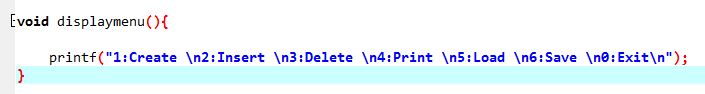 void displaymenu(){
printf("1:Create \n2:Insert \n3:Delete \n4:Print \n5:Load \n6:Save \n0:Exit\n");
}